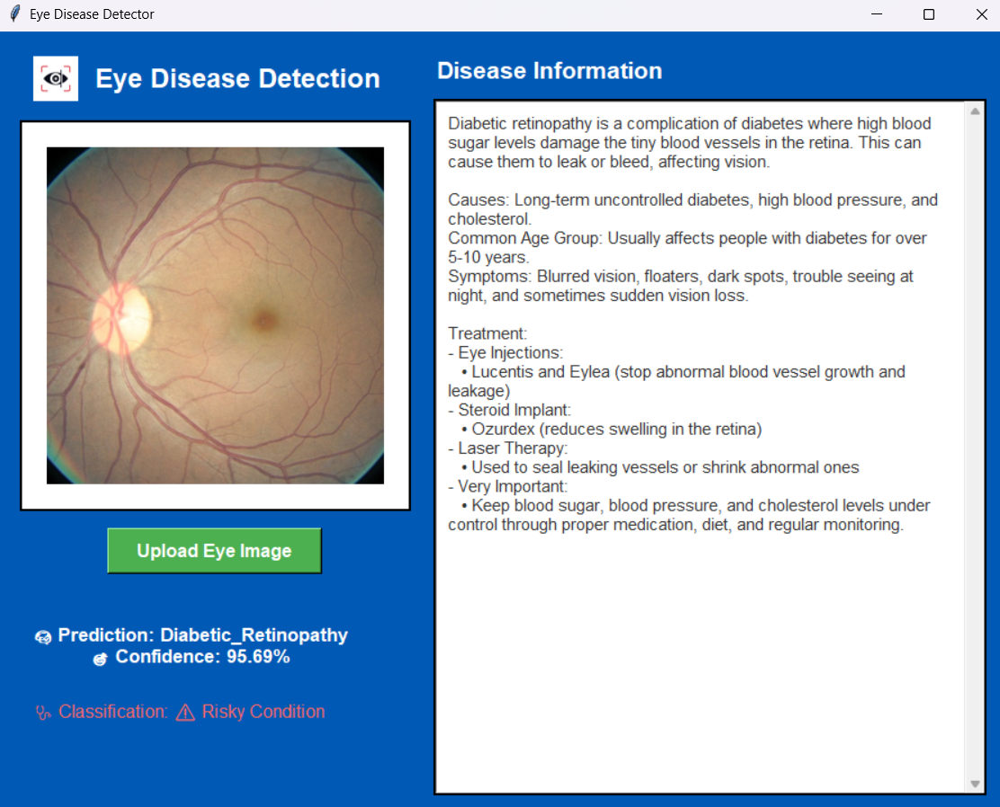 Eye Disease Detector
Eye Disease Detection
Upload Eye Image
Prediction: Diabetic_Retinopathy
Confidence: 95.69%
Classification: ⚠ Risky Condition
Disease Information
Diabetic retinopathy is a complication of diabetes where high blood
sugar levels damage the tiny blood vessels in the retina. This can
cause them to leak or bleed, affecting vision.
Causes: Long-term uncontrolled diabetes, high blood pressure, and
cholesterol.
Common Age Group: Usually affects people with diabetes for over
5-10 years.
Symptoms: Blurred vision, floaters, dark spots, trouble seeing at
night, and sometimes sudden vision loss.
Treatment:
- Eye Injections:
• Lucentis and Eylea (stop abnormal blood vessel growth and
leakage)
- Steroid Implant:
• Ozurdex (reduces swelling in the retina)
- Laser Therapy:
• Used to seal leaking vessels or shrink abnormal ones
- Very Important:
• Keep blood sugar, blood pressure, and cholesterol levels under
control through proper medication, diet, and regular monitoring.